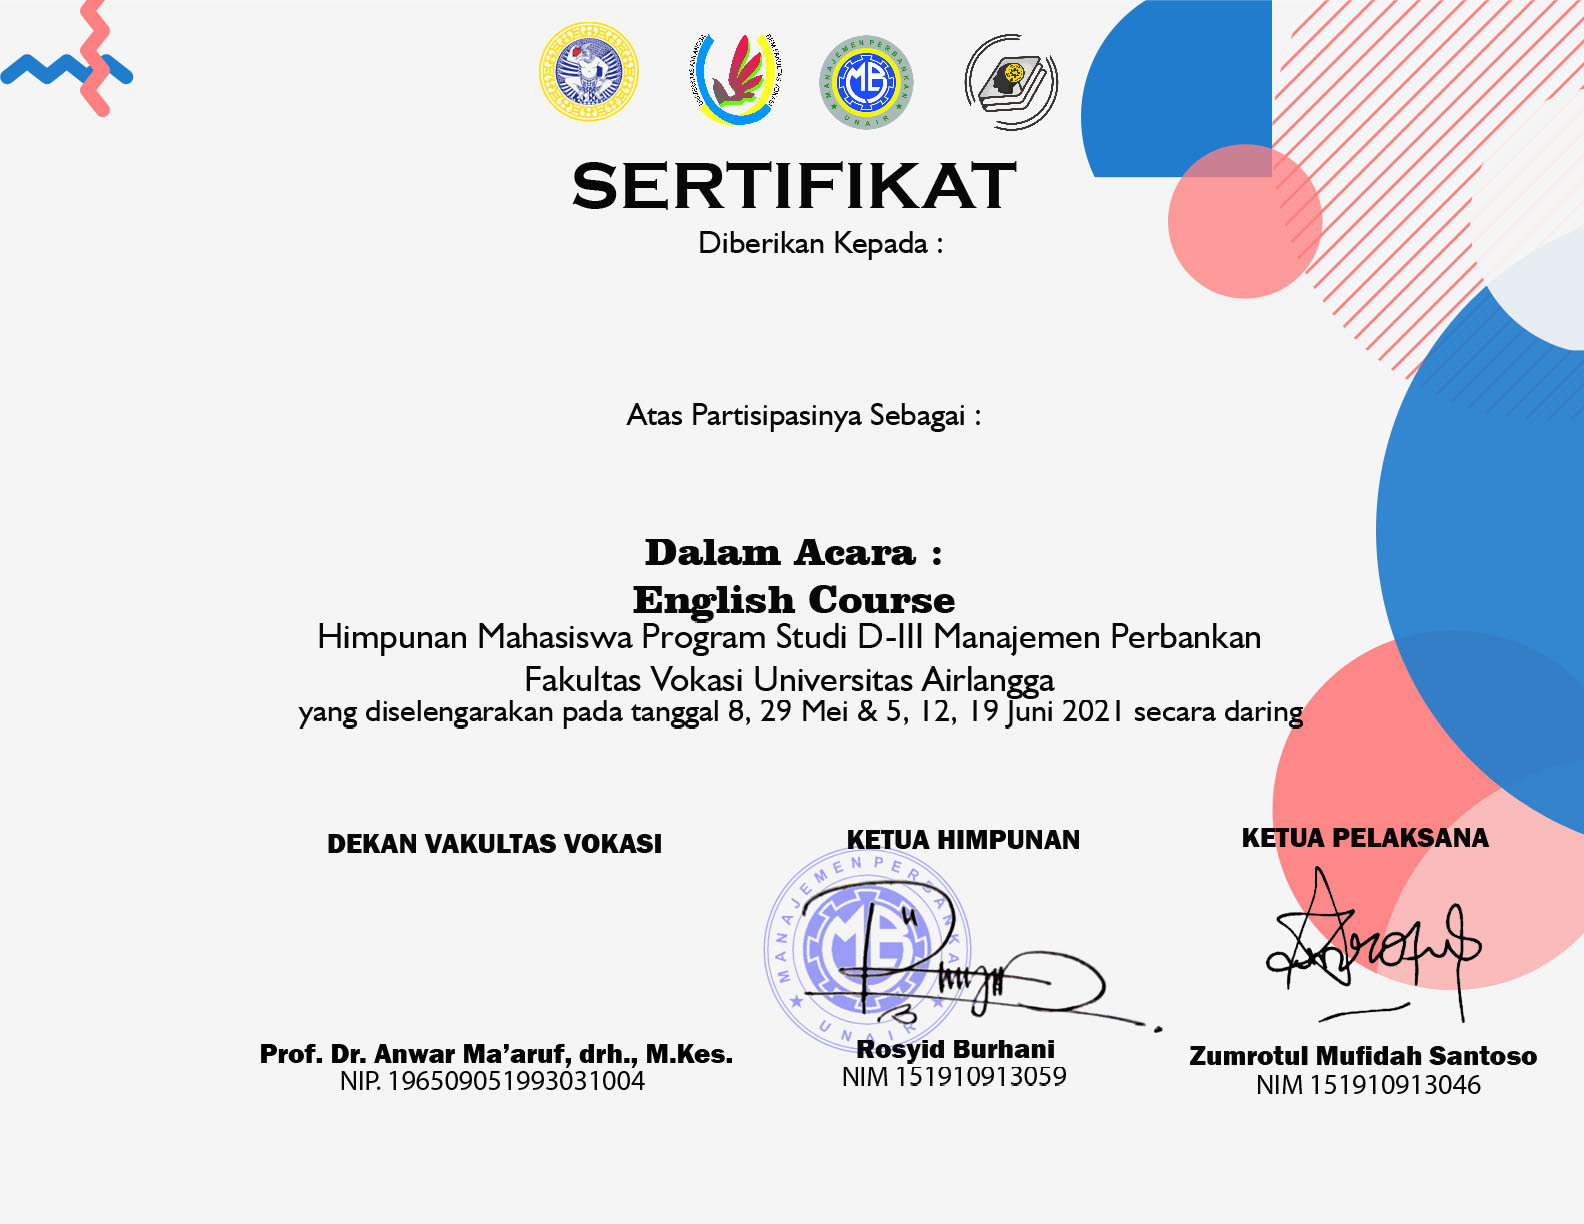 MANAJEMEN PERBANKAN
UNAIR
SERTIFIKAT
Diberikan Kepada :
Atas Partisipasinya Sebagai :
Dalam Acara :
English Course
Himpunan Mahasiswa Program Studi D-III Manajemen Perbankan
Fakultas Vokasi Universitas Airlangga
yang diselengarakan pada tanggal 8, 29 Mei & 5, 12, 19 Juni 2021 secara daring
DEKAN VAKULTAS VOKASI
KETUA HIMPUNAN
KETUA PELAKSANA
MANAJEMEN PERBANKAN
UNAIR
Prof. Dr. Anwar Ma’aruf, drh., M.Kes.
NIP. 196509051993031004
Rosyid Burhani
NIM 151910913059
Zumrotul Mufidah Santoso
NIM 151910913046